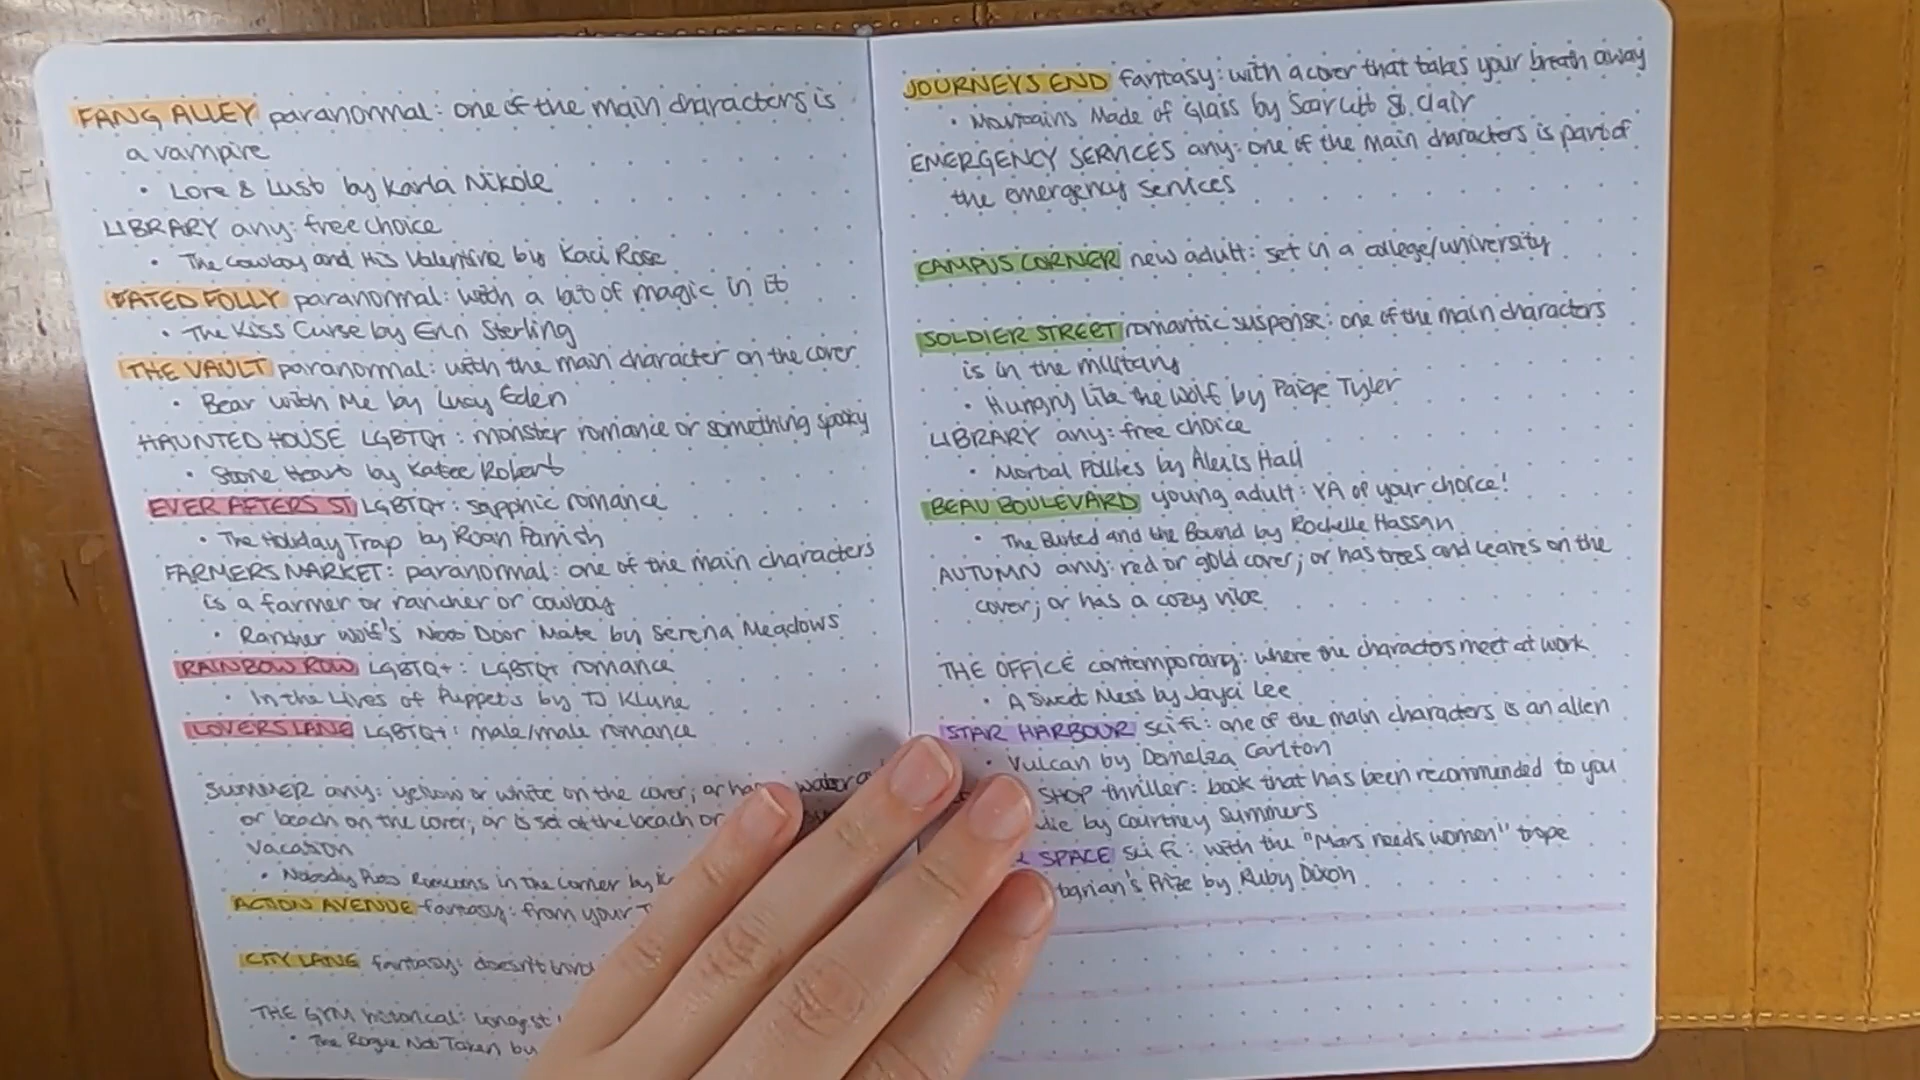 FANG ALLEY paranormal: one of the main characters is
a vampire
• Lore & Lust by Karla Nikole
LIBRARY any: free choice
• The Cowboy and His Valentine by Kaci Rose
FATED FOLLY paranormal: with a lot of magic in it
• The Kiss Curse by Erin Sterling
THE VAULT paranormal: with the main character on the cover
• Bear With Me by Lucy Eden
HAUNTED HOUSE LGBTQ+: monster romance or something spooky
• Stone Heart by Katee Robert
EVER AFTERS ST LGBTQ+: sapphic romance
• The Holiday Trap by Roan Parrish
FARMERS MARKET: paranormal: one of the main characters
is a farmer or rancher or cowboy
• Rancher Wolf's Next Door Mate by Serena Meadows
RAINBOW ROW LGBTQ+: LGBTQ+ romance
• In the Lives of Puppets by TJ Klune
LOVERS LANE LGBTQ+: male/male romance
SUMMER any: yellow or white on the cover; or has water
or beach on the cover; or is set at the beach or
vacation
• Nobody Puts Romcoms in the Corner by
ACTION AVENUE fantasy: from your
CITY LANE fantasy: doesn't
THE GYM historical: longest
• The Rogue Not Taken by
JOURNEYS END fantasy: with a cover that takes your breath away
• Mountains Made of Glass by Scarlett St. Clair
EMERGENCY SERVICES any: one of the main characters is part of
the emergency services
CAMPUS CORNER new adult: set in a college/university
SOLDIER STREET romantic suspense: one of the main characters
is in the military
• Hungry Like the Wolf by Paige Tyler
LIBRARY any: free choice
• Mortal Follies by Alexis Hall
BEAU BOULEVARD young adult: YA of your choice!
• The Buried and the Bound by Rochelle Hassan
AUTUMN any: red or gold cover; or has trees and leaves on the
cover; or has a cozy vibe
THE OFFICE contemporary: where the characters meet at work
• A Sweet Mess by Jayci Lee
STAR HARBOUR sci fi: one of the main characters is an alien
• Vulcan by Demelza Carlton
SHOP thriller: book that has been recommended to you
by Courtney Summers
SPACE sci fi: with the "Mars needs women" trope
Prize by Ruby Dixon